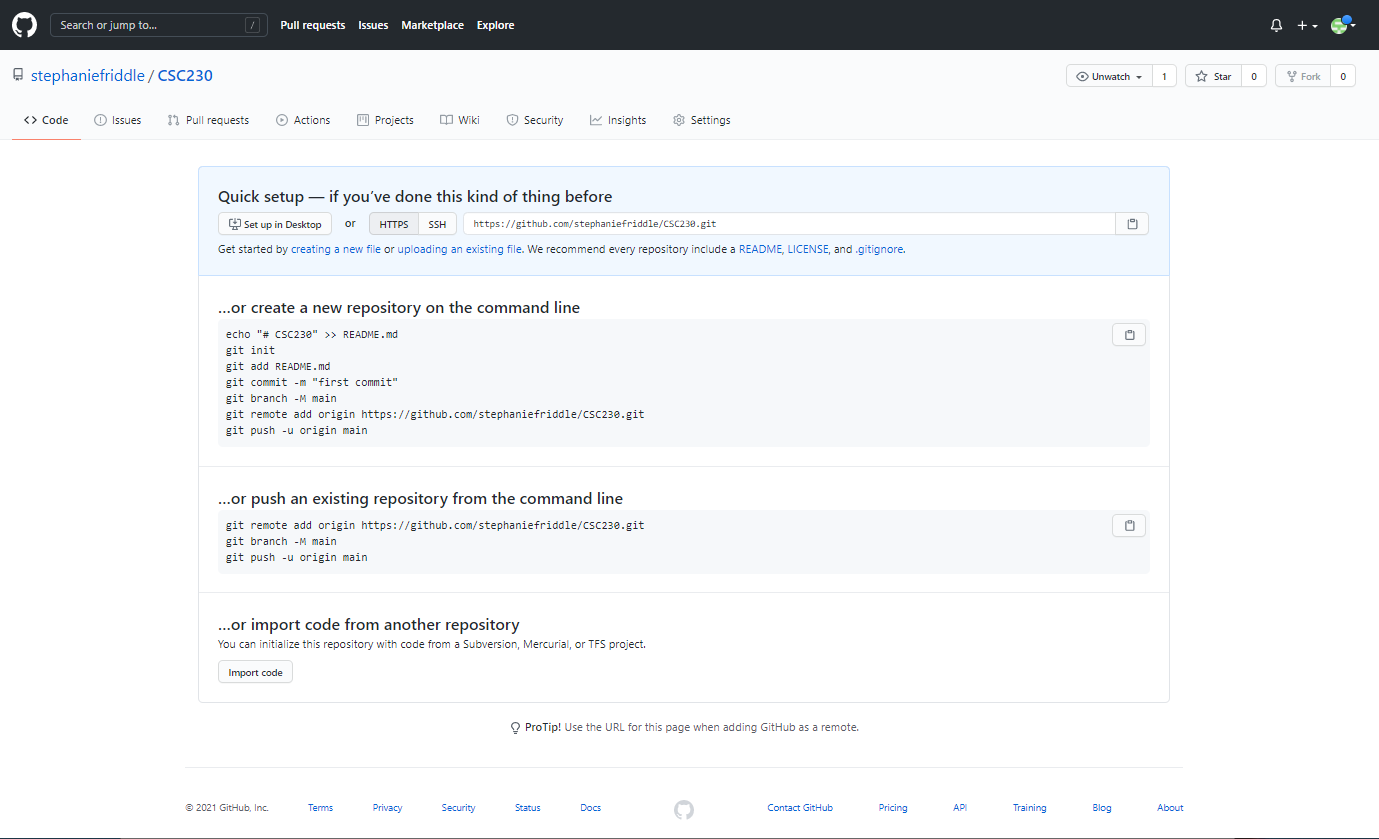 Search or jump to... /
Pull requests Issues Marketplace Explore
stephaniefriddle / CSC230
Unwatch 1 Star 0 Fork 0
Code Issues Pull requests Actions Projects Wiki Security Insights Settings
Quick setup — if you’ve done this kind of thing before
Set up in Desktop or HTTPS SSH https://github.com/stephaniefriddle/CSC230.git
Get started by creating a new file or uploading an existing file. We recommend every repository include a README, LICENSE, and .gitignore.
…or create a new repository on the command line
echo "# CSC230" >> README.md
git init
git add README.md
git commit -m "first commit"
git branch -M main
git remote add origin https://github.com/stephaniefriddle/CSC230.git
git push -u origin main
…or push an existing repository from the command line
git remote add origin https://github.com/stephaniefriddle/CSC230.git
git branch -M main
git push -u origin main
…or import code from another repository
You can initialize this repository with code from a Subversion, Mercurial, or TFS project.
Import code
ProTip! Use the URL for this page when adding GitHub as a remote.
© 2021 GitHub, Inc. Terms Privacy Security Status Docs Contact GitHub Pricing API Training Blog About